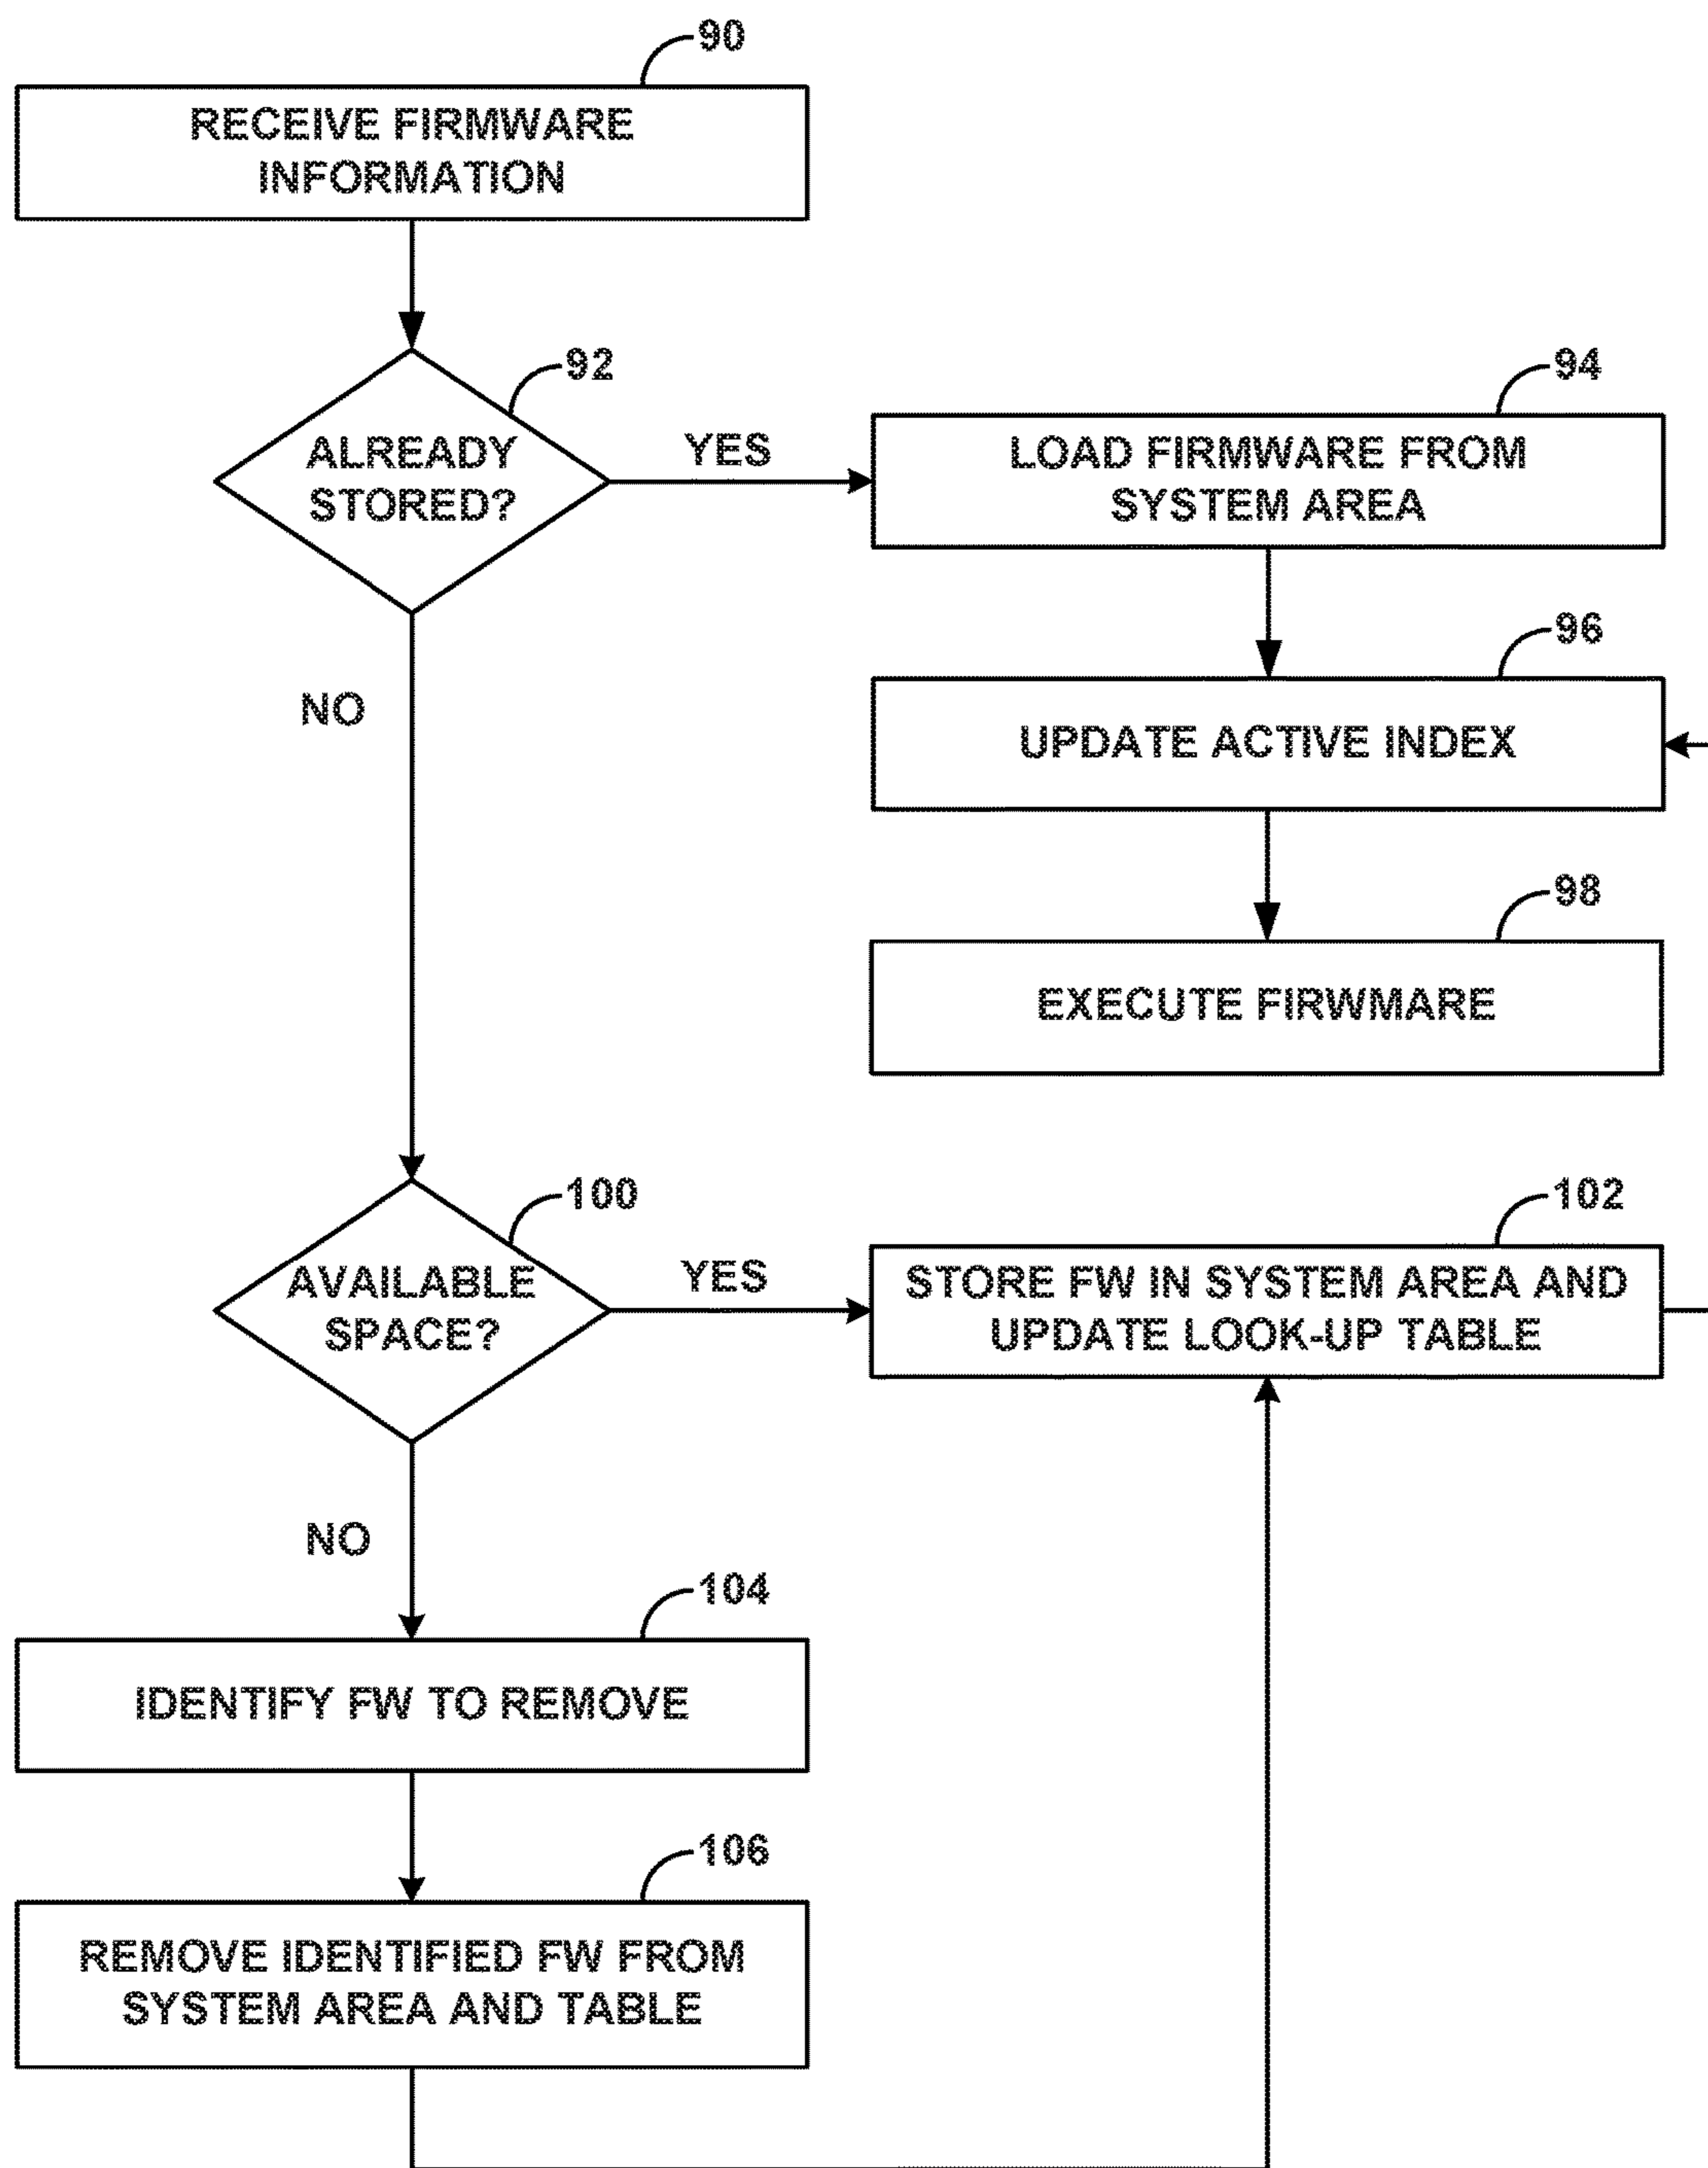 90
RECEIVE FIRMWARE
INFORMATION
92
ALREADY
STORED?
YES
94
LOAD FIRMWARE FROM
SYSTEM AREA
96
UPDATE ACTIVE INDEX
98
EXECUTE FIRWMARE
NO
100
AVAILABLE
SPACE?
YES
102
STORE FW IN SYSTEM AREA AND
UPDATE LOOK-UP TABLE
NO
104
IDENTIFY FW TO REMOVE
106
REMOVE IDENTIFIED FW FROM
SYSTEM AREA AND TABLE